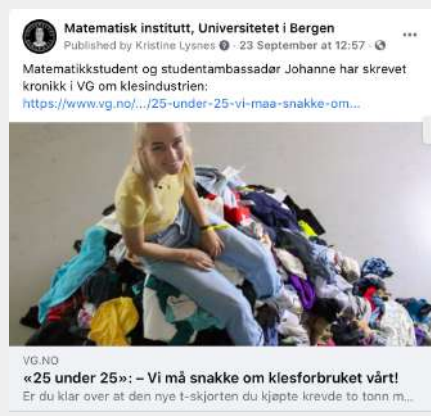 Matematisk institutt, Universitetet i Bergen
Published by Kristine Lysnes · 23 September at 12:57 ·
Matematikkstudent og studentambassadør Johanne har skrevet
kronikk i VG om klesindustrien:
https://www.vg.no/.../25-under-25-vi-maa-snakke-om...
VG.NO
«25 under 25»: – Vi må snakke om klesforbruket vårt!
Er du klar over at den nye t-skjorten du kjøpte krevde to tonn m...